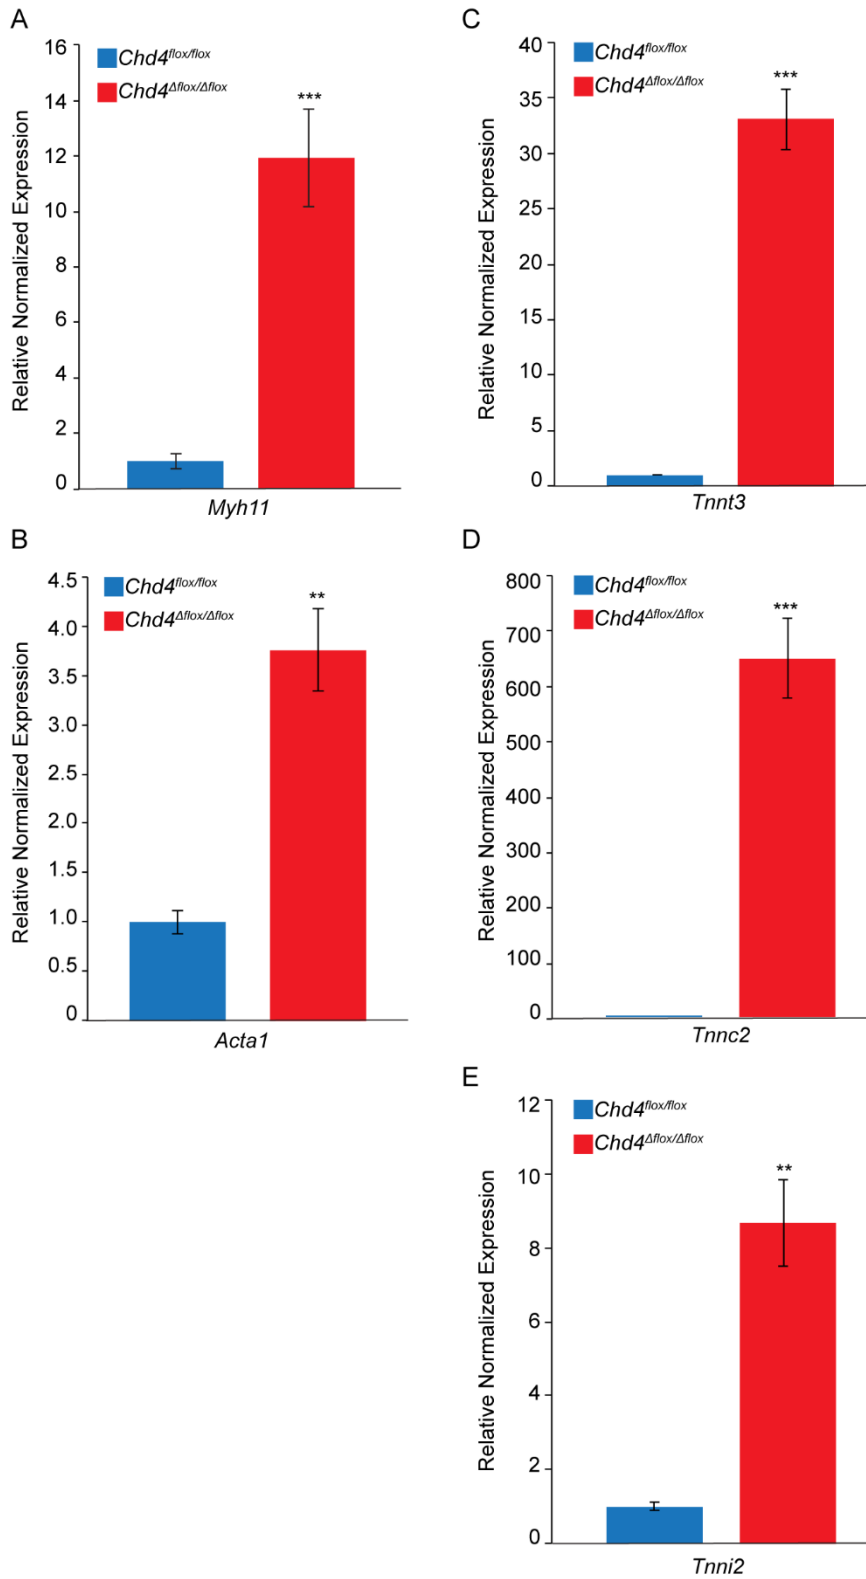 A
Relative Normalized Expression
16
14
12
10
8
6
4
2
0
Chd4flox/flox
Chd4Δflox/Δflox
***
Myh11
B
Relative Normalized Expression
4.5
4.0
3.5
3.0
2.5
2.0
1.5
1.0
0.5
0
Chd4flox/flox
Chd4Δflox/Δflox
**
Acta1
C
Relative Normalized Expression
40
35
30
25
20
15
10
5
0
Chd4flox/flox
Chd4Δflox/Δflox
***
Tnnt3
D
Relative Normalized Expression
800
700
600
500
400
300
200
100
0
Chd4flox/flox
Chd4Δflox/Δflox
***
Tnnc2
E
Relative Normalized Expression
12
10
8
6
4
2
0
Chd4flox/flox
Chd4Δflox/Δflox
**
Tnni2